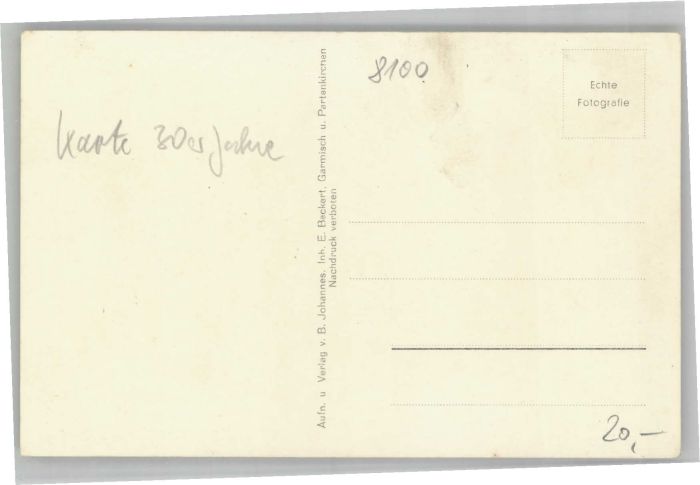 Karte 30er Jahre
Aufn. u Verlag v. B. Johannes, Inh. E. Beckert, Garmisch u. Partenkirchen
Nachdruck verboten
8100
Echte
Fotografie
20,—